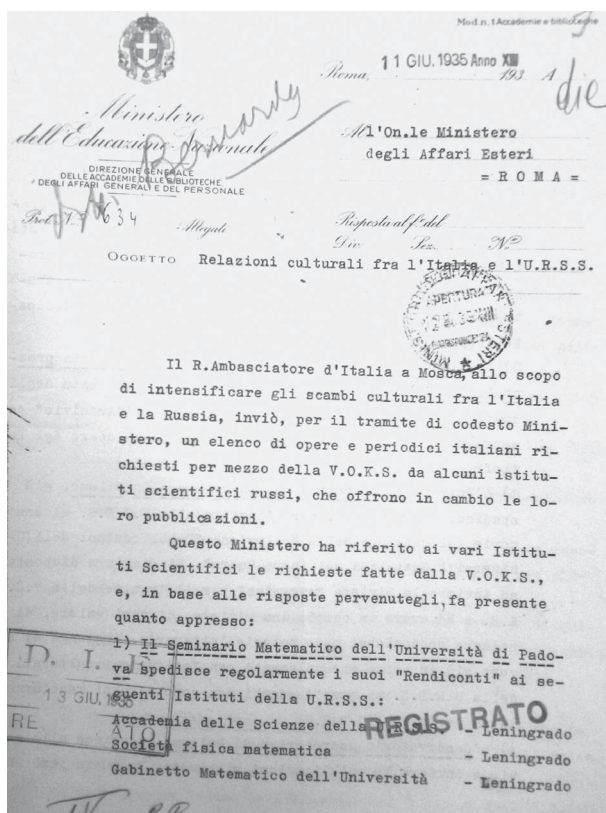 Mod.n. 1 Accademie e biblioteche
Roma, 11 GIU. 1935 Anno XIII
193 A
die
Ministero
dell'Educazione Nazionale
Bernardy
DIREZIONE GENERALE
DELLE ACCADEMIE, DELLE BIBLIOTECHE
DEGLI AFFARI GENERALI E DEL PERSONALE
All'On.le Ministero
degli Affari Esteri
= R O M A =
Prot. N. 634
Allegati
Risposta al f. del
Div. Sez. N.º
OGGETTO Relazioni culturali fra l'Italia e l'U.R.S.S.
APERTURA
Il R.Ambasciatore d'Italia a Mosca, allo scopo
di intensificare gli scambi culturali fra l'Italia
e la Russia, inviò, per il tramite di codesto Mini-
stero, un elenco di opere e periodici italiani ri-
chiesti per mezzo della V.O.K.S. da alcuni istitu-
ti scientifici russi, che offrono in cambio le lo-
ro pubblicazioni.
Questo Ministero ha riferito ai vari Istitu-
ti Scientifici le richieste fatte dalla V.O.K.S.,
e, in base alle risposte pervenutegli, fa presente
quanto appresso:
1) Il Seminario Matematico dell'Università di Pado-
va spedisce regolarmente i suoi "Rendiconti" ai se-
guenti Istituti della U.R.S.S.:
Accademia delle Scienze della U.R.S.S. - Leningrado
Società fisica matematica - Leningrado
Gabinetto Matematico dell'Università - Leningrado
D. I. E
13 GIU. 1935
REGISTRATO